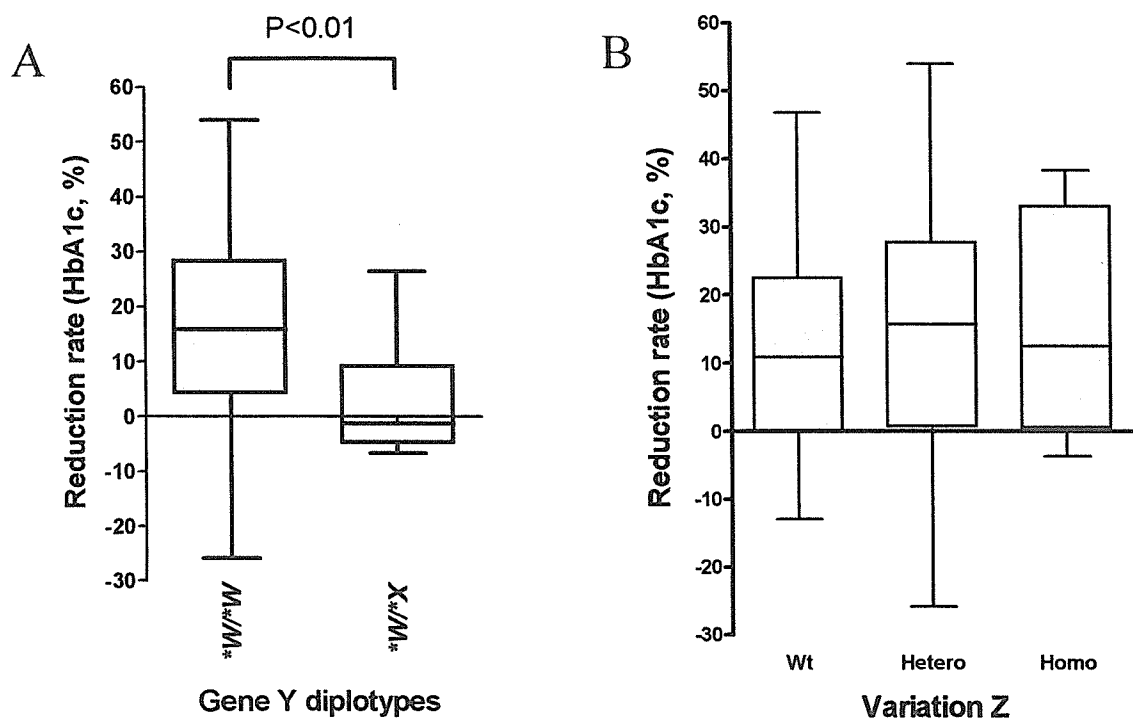 A
P<0.01
Reduction rate (HbA1c, %)
60
50
40
30
20
10
0
-10
-20
-30
*W/*W
*W/*X
Gene Y diplotypes
B
Reduction rate (HbA1c, %)
60
50
40
30
20
10
0
-10
-20
-30
Wt
Hetero
Homo
Variation Z